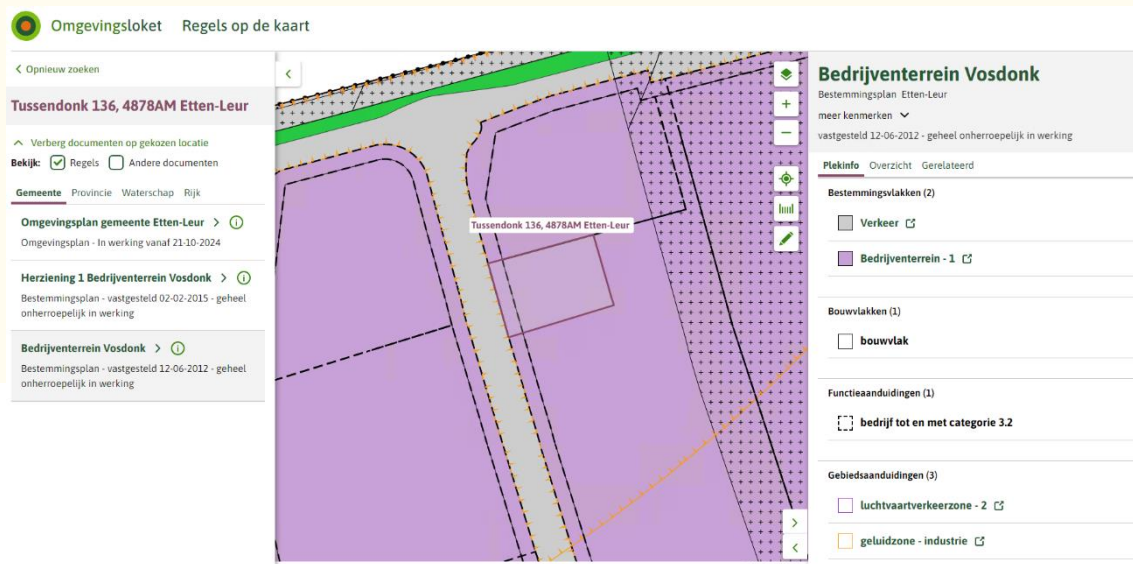 Omgevingsloket Regels op de kaart
Opnieuw zoeken
Tussendonk 136, 4878AM Etten-Leur
Verberg documenten op gekozen locatie
Bekijk: Regels Andere documenten
Gemeente Provincie Waterschap Rijk
Omgevingsplan gemeente Etten-Leur
Omgevingsplan - In werking vanaf 21-10-2024
Herziening 1 Bedrijventerrein Vosdonk
Bestemmingsplan - vastgesteld 02-02-2015 - geheel
onherroepelijk in werking
Bedrijventerrein Vosdonk
Bestemmingsplan - vastgesteld 12-06-2012 - geheel
onherroepelijk in werking
Tussendonk 136, 4878AM Etten-Leur
Bedrijventerrein Vosdonk
Bestemmingsplan Etten-Leur
meer kenmerken
vastgesteld 12-06-2012 - geheel onherroepelijk in werking
Plekinfo Overzicht Gerelateerd
Bestemmingsvlakken (2)
Verkeer
Bedrijventerrein - 1
Bouwvlakken (1)
bouwvlak
Functieaanduidingen (1)
bedrijf tot en met categorie 3.2
Gebiedsaanduidingen (3)
luchtvaartverkeerzone - 2
geluidzone - industrie